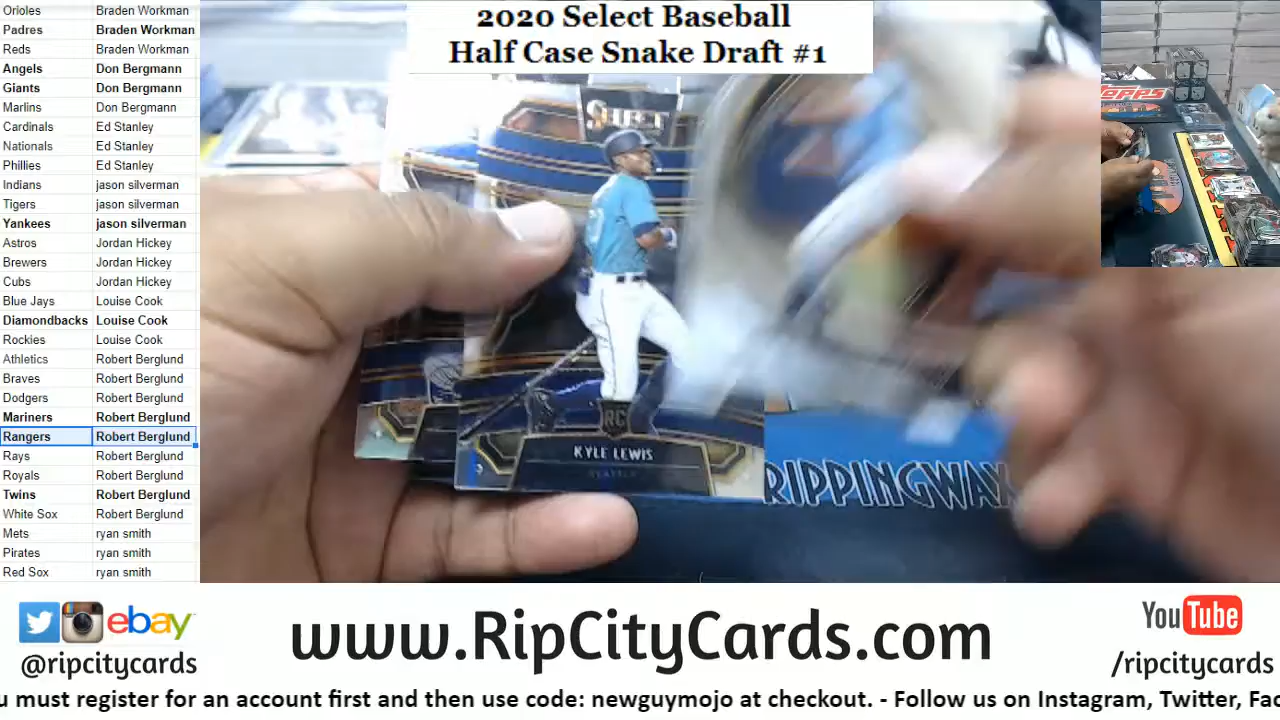 Orioles Braden Workman
Padres Braden Workman
Reds Braden Workman
Angels Don Bergmann
Giants Don Bergmann
Marlins Don Bergmann
Cardinals Ed Stanley
Nationals Ed Stanley
Phillies Ed Stanley
Indians jason silverman
Tigers jason silverman
Yankees jason silverman
Astros Jordan Hickey
Brewers Jordan Hickey
Cubs Jordan Hickey
Blue Jays Louise Cook
Diamondbacks Louise Cook
Rockies Louise Cook
Athletics Robert Berglund
Braves Robert Berglund
Dodgers Robert Berglund
Mariners Robert Berglund
Rangers Robert Berglund
Rays Robert Berglund
Royals Robert Berglund
Twins Robert Berglund
White Sox Robert Berglund
Mets ryan smith
Pirates ryan smith
Red Sox ryan smith
2020 Select Baseball
Half Case Snake Draft #1
SELECT
RC
KYLE LEWIS
SEATTLE
RIPPINGWAX
Topps
ebay
@ripcitycards
www.RipCityCards.com
YouTube
/ripcitycards
u must register for an account first and then use code: newguymojo at checkout. - Follow us on Instagram, Twitter, Fac